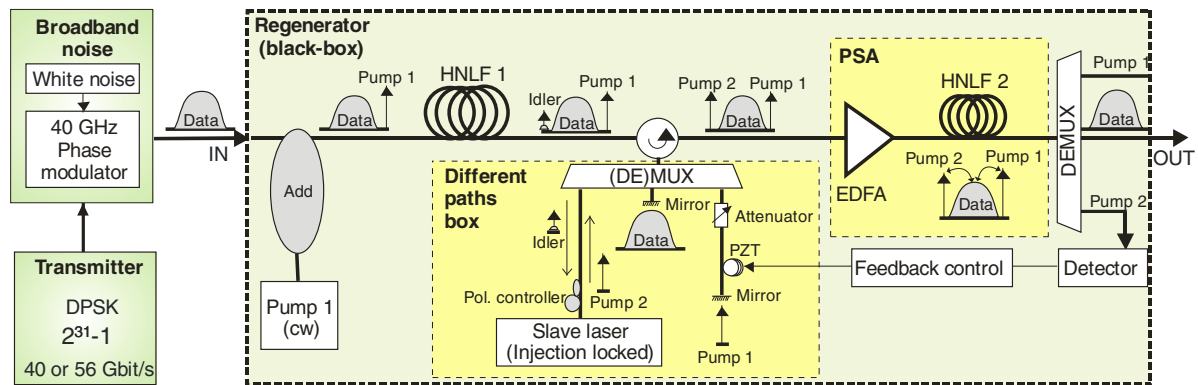 Broadband
noise
White noise
40 GHz
Phase
modulator
Transmitter
DPSK
2³¹-1
40 or 56 Gbit/s
Data
IN
Regenerator
(black-box)
Add
Pump 1
(cw)
Data
Pump 1
HNLF 1
Idler
Data
Pump 1
Pump 2
Pump 1
Data
Different
paths
box
(DE)MUX
Idler
Mirror
Data
Attenuator
PZT
Mirror
Pump 1
Pol. controller
Pump 2
Slave laser
(Injection locked)
PSA
EDFA
HNLF 2
Pump 2
Pump 1
Data
DEMUX
Pump 1
Data
OUT
Pump 2
Feedback control
Detector